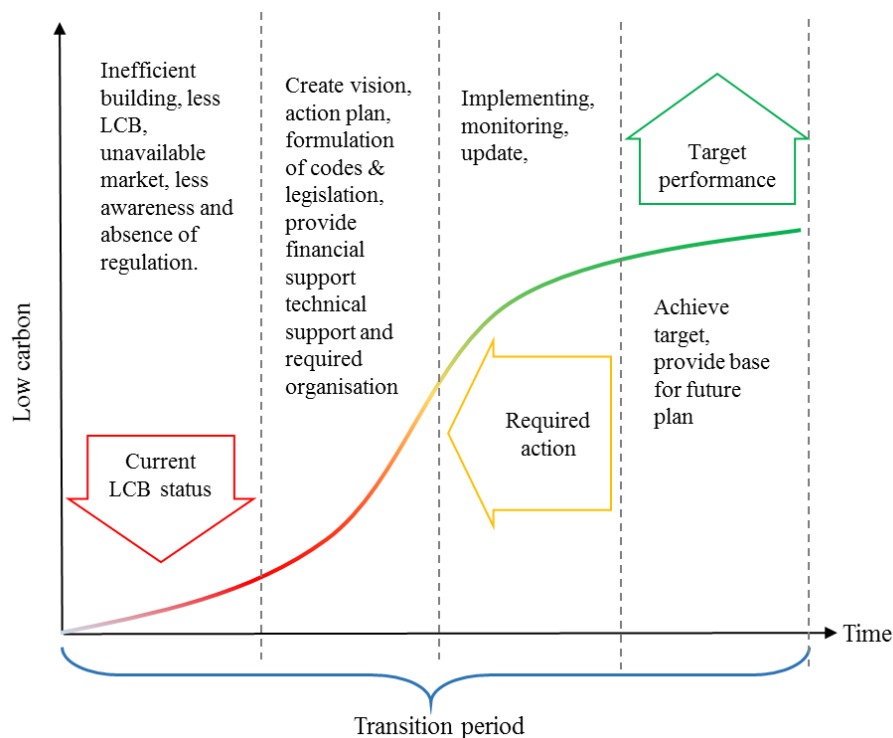 Inefficient
building, less
LCB,
unavailable
market, less
awareness and
absence of
regulation.
Create vision,
action plan,
formulation
of codes &
legislation,
provide
financial
support
technical
support and
required
organisation
Implementing,
monitoring,
update,
Target
performance
Achieve
target,
provide base
for future
plan
Required
action
Current
LCB status
Low carbon
Time
Transition period